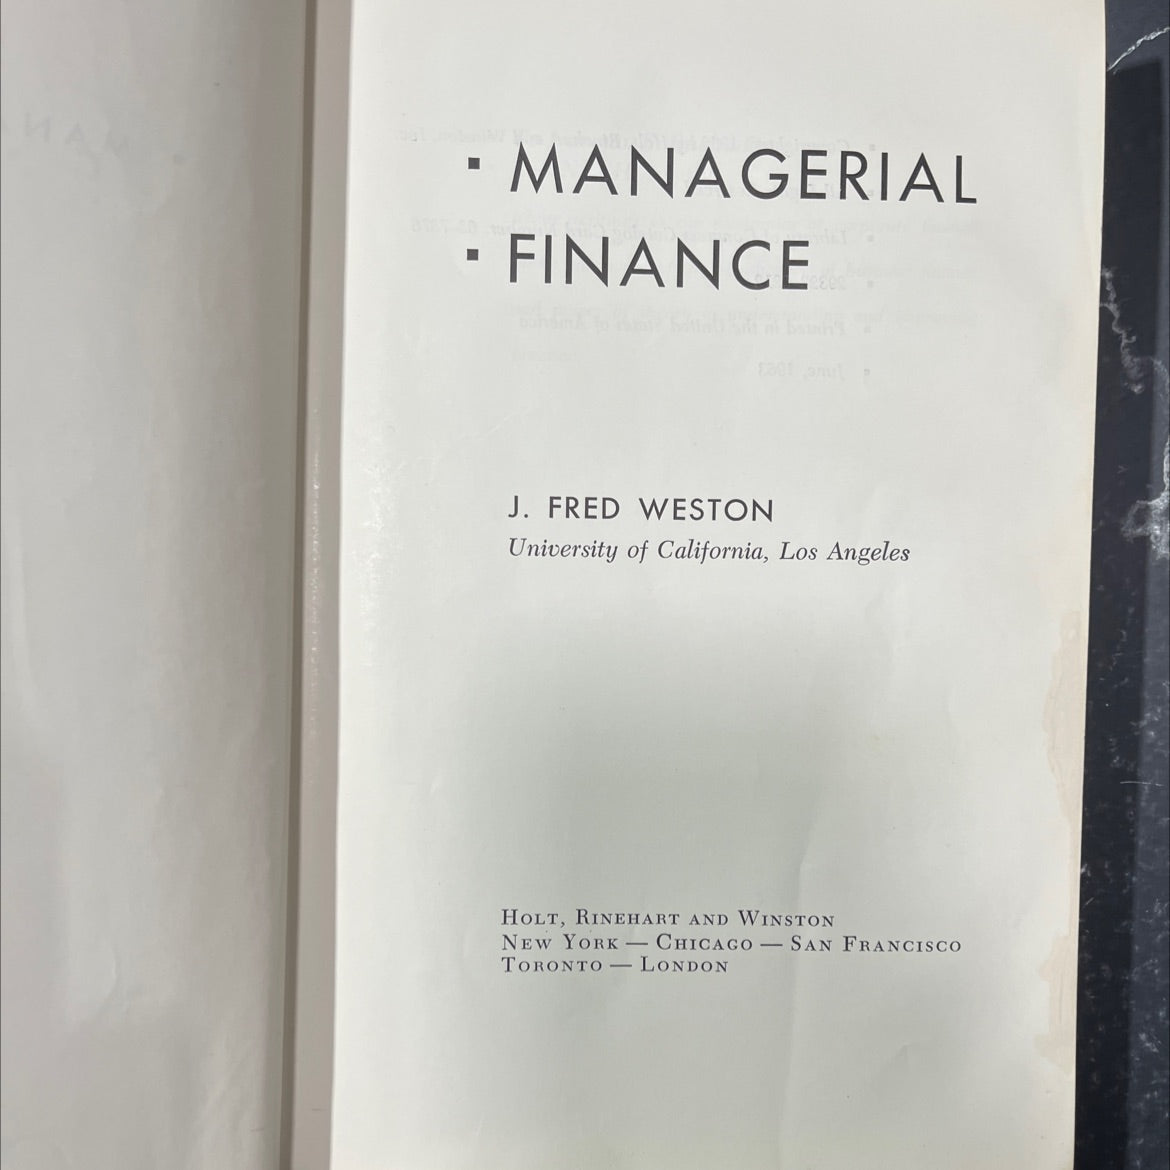 ▪ MANAGERIAL
▪ FINANCE
J. FRED WESTON
University of California, Los Angeles
HOLT, RINEHART AND WINSTON
NEW YORK — CHICAGO — SAN FRANCISCO
TORONTO — LONDON